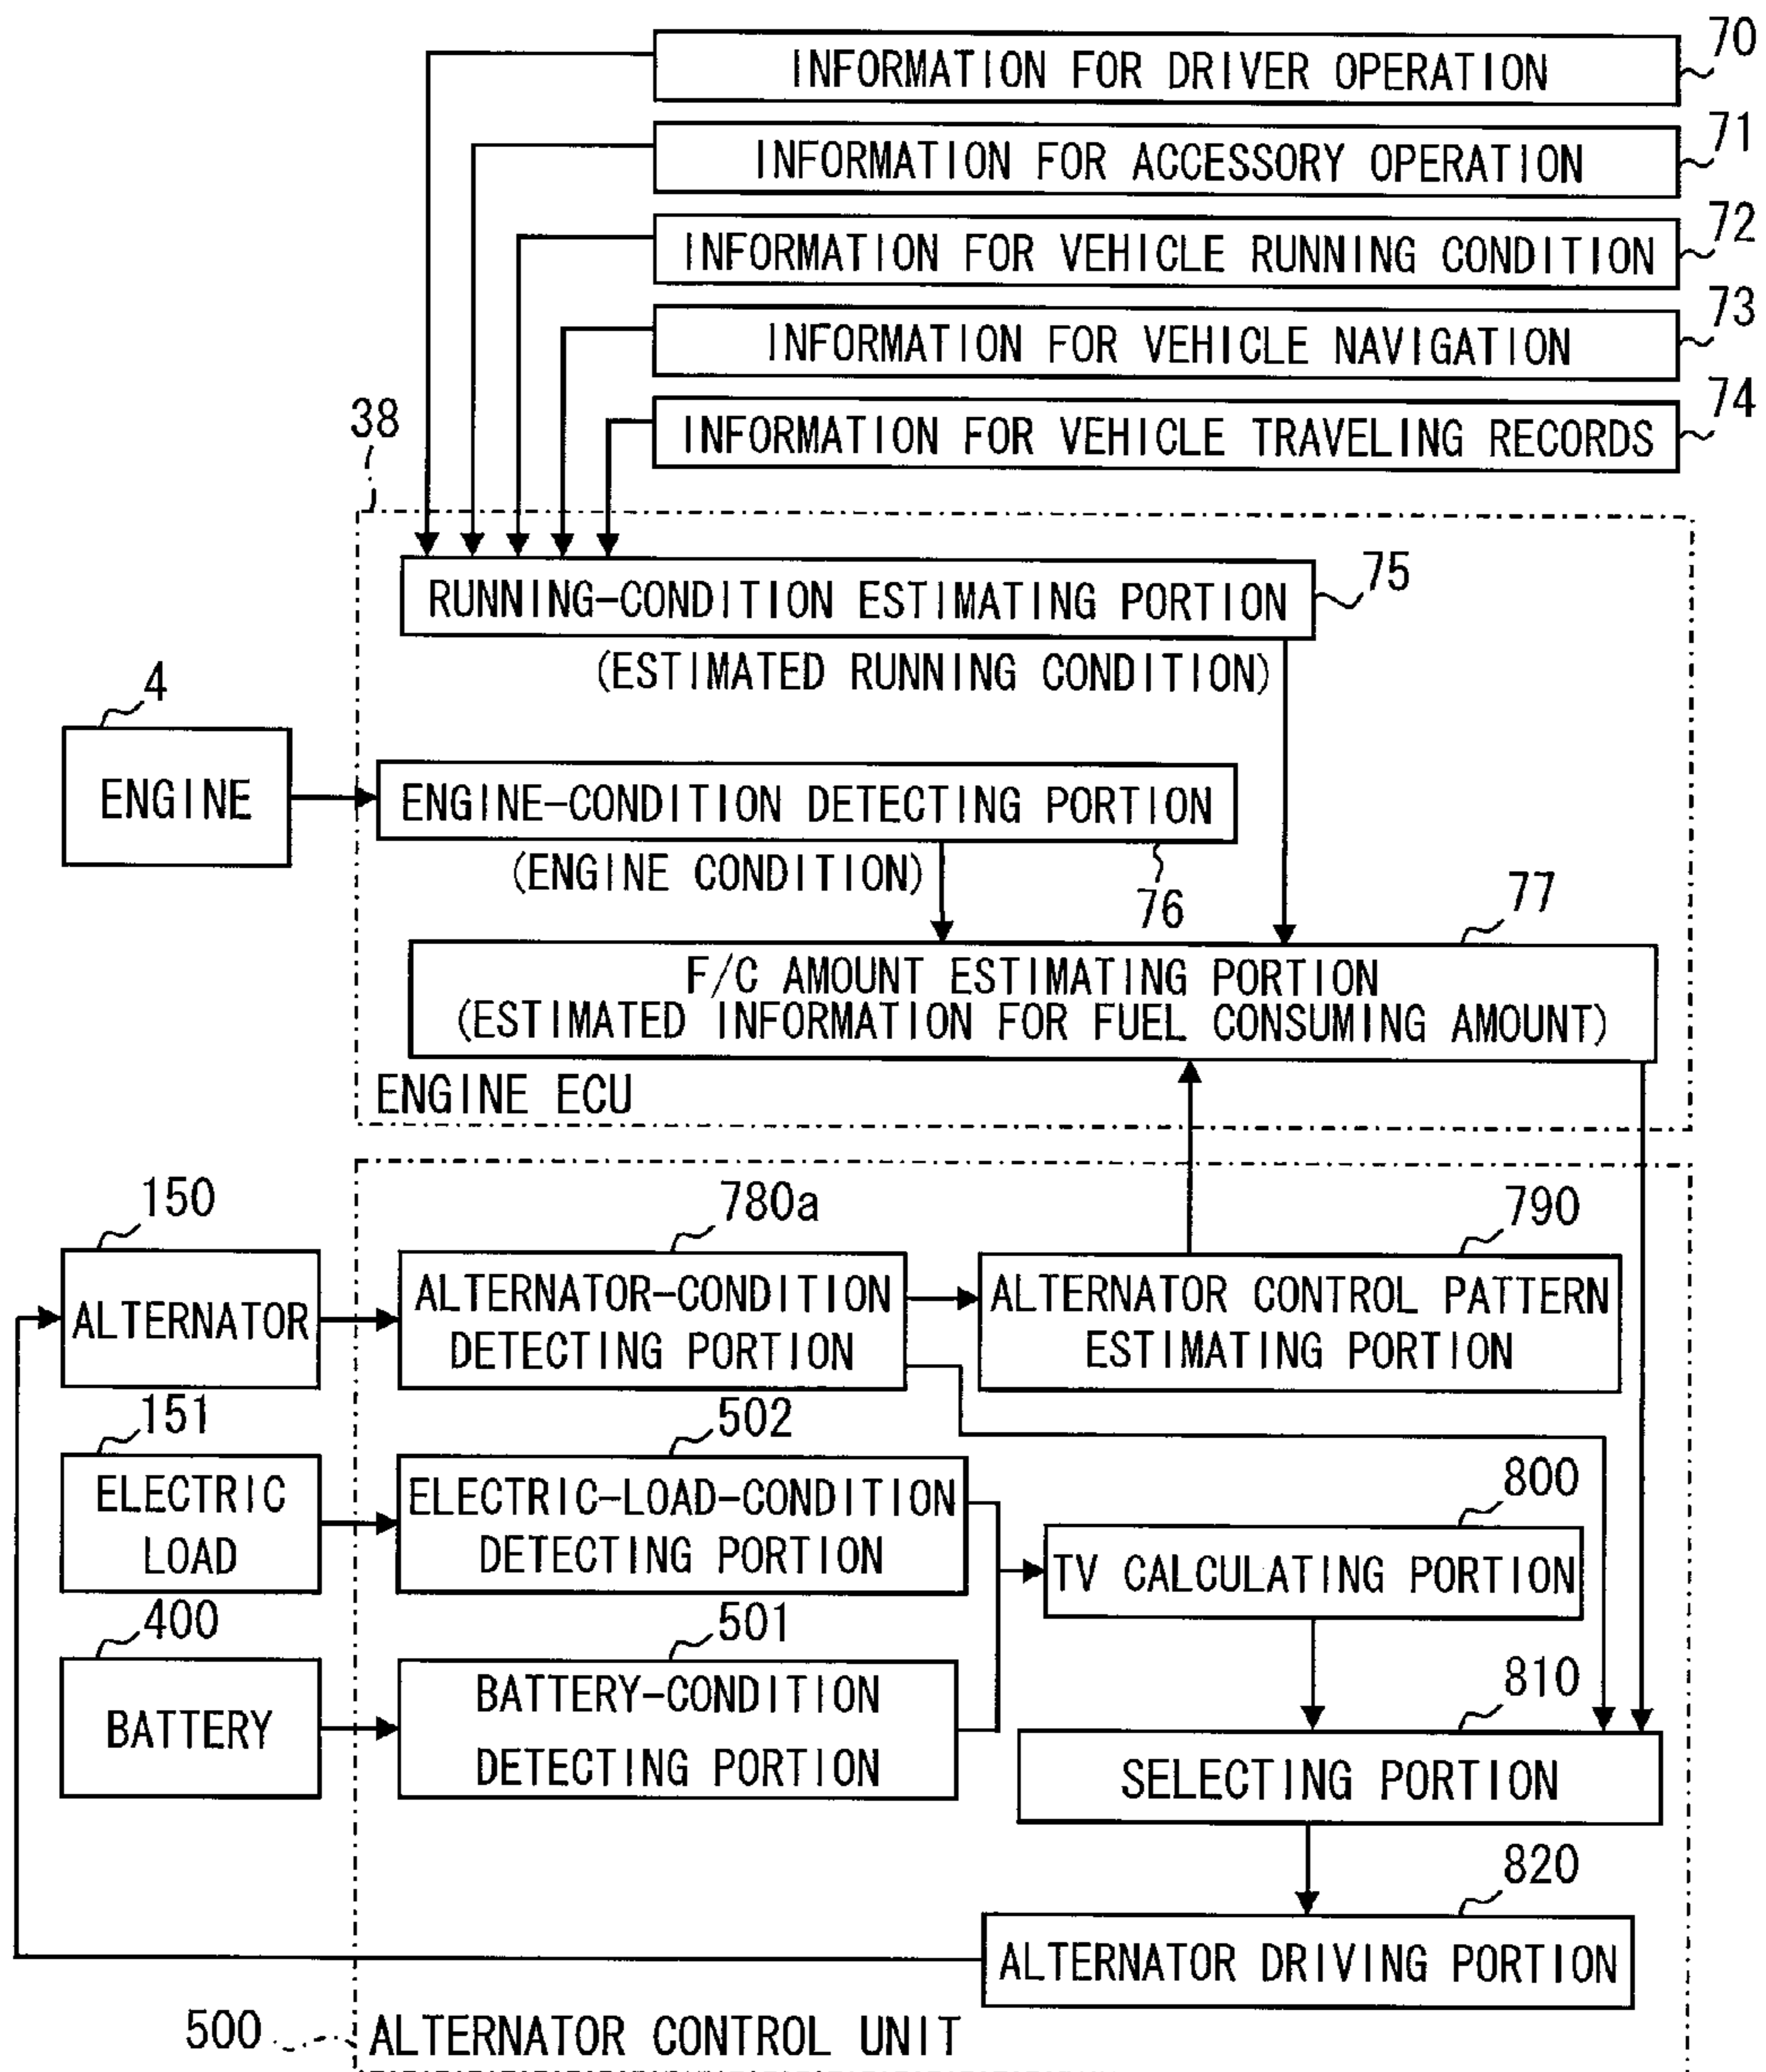 INFORMATION FOR DRIVER OPERATION
70
INFORMATION FOR ACCESSORY OPERATION
71
INFORMATION FOR VEHICLE RUNNING CONDITION
72
INFORMATION FOR VEHICLE NAVIGATION
73
INFORMATION FOR VEHICLE TRAVELING RECORDS
74
38
RUNNING-CONDITION ESTIMATING PORTION
75
(ESTIMATED RUNNING CONDITION)
4
ENGINE
ENGINE-CONDITION DETECTING PORTION
(ENGINE CONDITION)
76
77
F/C AMOUNT ESTIMATING PORTION
(ESTIMATED INFORMATION FOR FUEL CONSUMING AMOUNT)
ENGINE ECU
150
780a
790
ALTERNATOR
ALTERNATOR-CONDITION
DETECTING PORTION
ALTERNATOR CONTROL PATTERN
ESTIMATING PORTION
151
502
ELECTRIC
LOAD
ELECTRIC-LOAD-CONDITION
DETECTING PORTION
800
TV CALCULATING PORTION
400
501
BATTERY
BATTERY-CONDITION
DETECTING PORTION
810
SELECTING PORTION
820
ALTERNATOR DRIVING PORTION
500
ALTERNATOR CONTROL UNIT